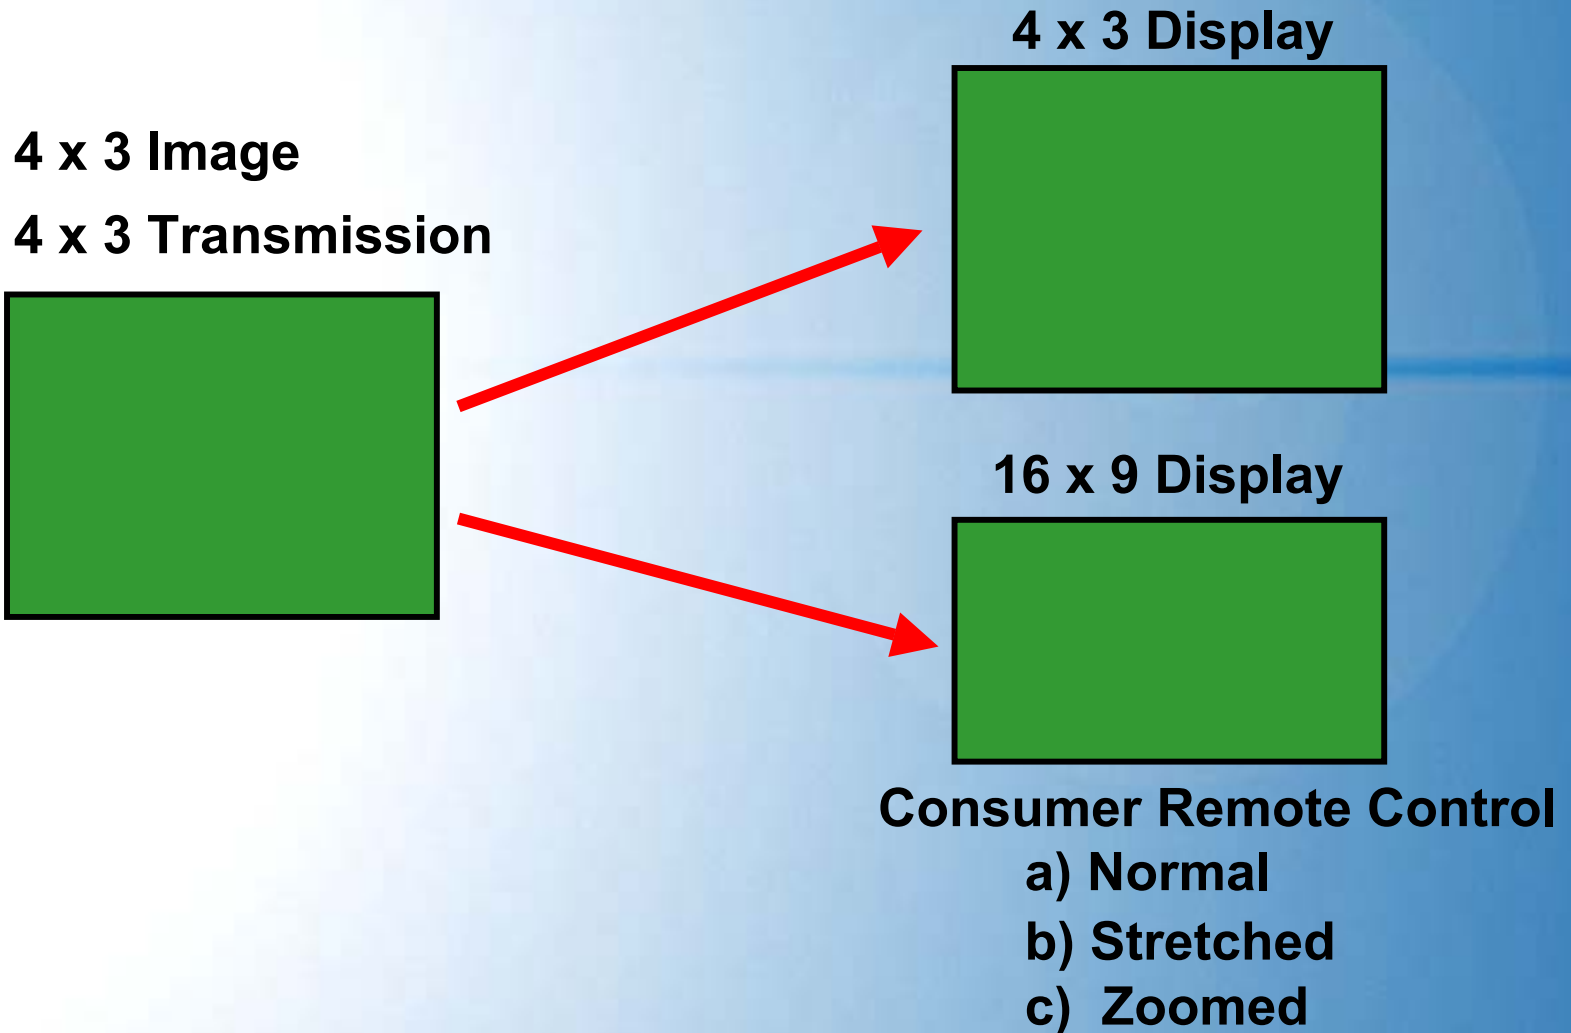 4 x 3 Image
4 x 3 Transmission
4 x 3 Display
16 x 9 Display
Consumer Remote Control
a) Normal
b) Stretched
c) Zoomed